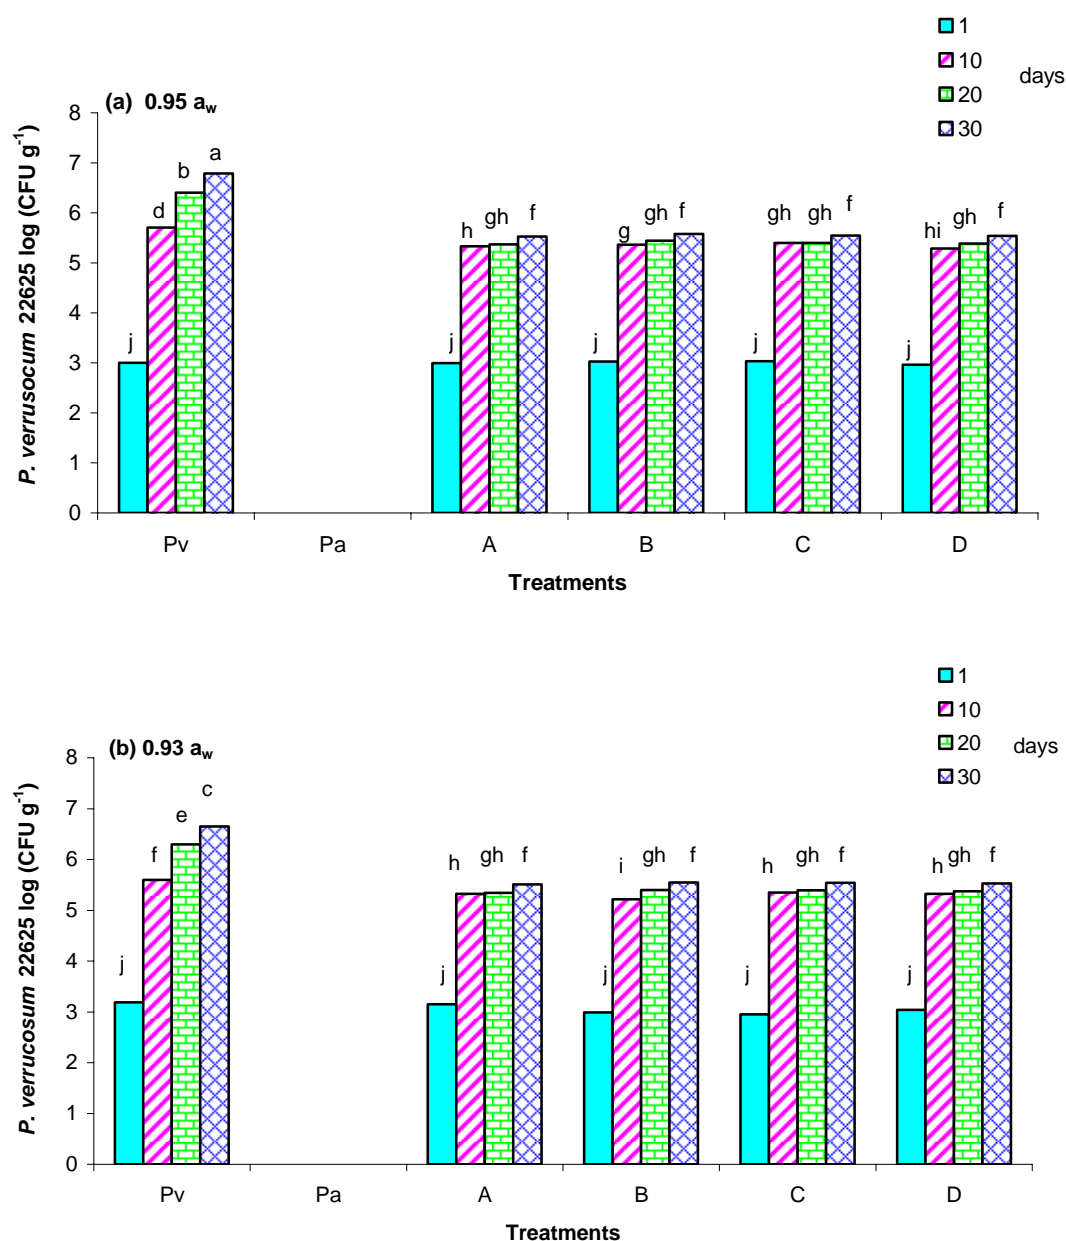 1
10
20
30
days
(a) 0.95 aw
P. verrusocum 22625 log (CFU g-1)
8
7
6
5
4
3
2
1
0
j d b a
j h gh f
j g gh f
j gh gh f
j hi gh f
Pv Pa A B C D
Treatments
1
10
20
30
days
(b) 0.93 aw
P. verrucosum 22625 log (CFU g-1)
8
7
6
5
4
3
2
1
0
j f e c
j h gh f
j i gh f
j h gh f
j h gh f
Pv Pa A B C D
Treatments